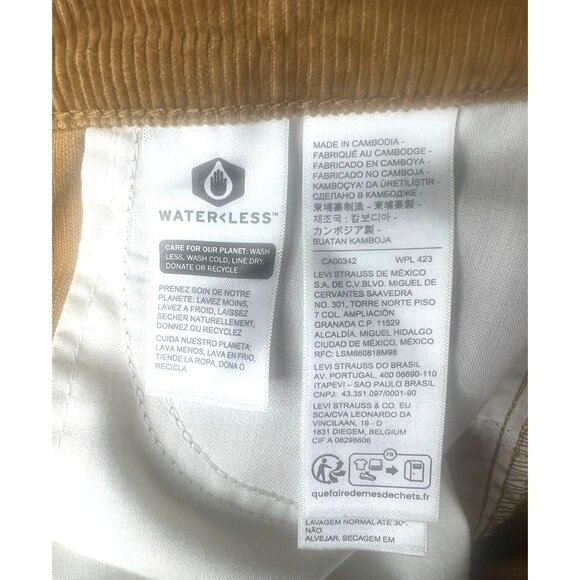 WATER<LESS™
CARE FOR OUR PLANET: WASH
LESS, WASH COLD, LINE DRY,
DONATE OR RECYCLE
PRENEZ SOIN DE NOTRE
PLANETE: LAVEZ MOINS,
LAVEZ A FROID, LAISSEZ
SECHER NATURELLEMENT,
DONNEZ OU RECYCLEZ
CUIDA NUESTRO PLANETA:
LAVA MENOS, LAVA EN FRIO,
TIENDE LA ROPA, DONA O
RECICLA.
MADE IN CAMBODIA -
FABRIQUÉ AU CAMBODGE -
FABRICADO EN CAMBOYA -
FABRICADO NO CAMBOJA -
KAMBOÇYA' DA ÜRETİLİŞTİR -
СДЕЛАНО В КАМБОДЖЕ -
柬埔寨制造 - 柬埔寨製造 -
제조국 : 캄보디아 -
カンボジア製 -
BUATAN KAMBOJA
CA00342 WPL 423
LEVI STRAUSS DE MÉXICO
S.A. DE C.V.BLVD. MIGUEL DE
CERVANTES SAAVEDRA
NO. 301, TORRE NORTE PISO
7 COL. AMPLIACIÓN
GRANADA C.P. 11529
ALCALDÍA. MIGUEL HIDALGO
CIUDAD DE MÉXICO, MÉXICO
RFC: LSM660818M98
LEVI STRAUSS DO BRASIL
AV. PORTUGAL, 400 06690-110
ITAPEVI – SAO PAULO BRASIL
CNPJ: 43.351.097/0001-90
LEVI STRAUSS & CO. EU
SCA/CVA LEONARDO DA
VINCILAAN, 19 - D
1831 DIEGEM, BELGIUM
CIF A 08298606
FR
quefairedemesdechets.fr
LAVAGEM NORMAL ATÉ 30°.
ALVEJAR. SECAGEM EM